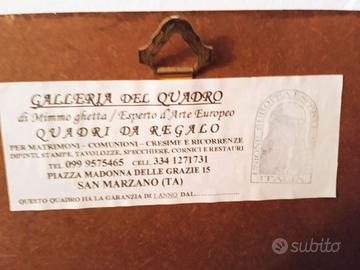 GALLERIA DEL QUADRO
di Mimmo ghetta / Esperto d'Arte Europeo
QUADRI DA REGALO
PER MATRIMONI – COMUNIONI – CRESIME E RICORRENZE
DIPINTI, STAMPE, TAVOLOZZE, SPECCHIERE, CORNICI E RESTAURI
TEL 099 9575465 CELL. 334 1271731
PIAZZA MADONNA DELLE GRAZIE 15
SAN MARZANO (TA)
QUESTO QUADRO HA LA GARANZIA DI 1 ANNO DAL
ITALIA
subito